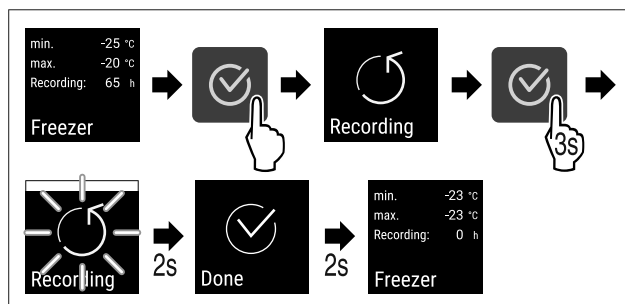 min. -25 °C
max. -20 °C
Recording: 65 h
Freezer
Recording
3s
Recording
2s
Done
2s
min. -23 °C
max. -23 °C
Recording: 0 h
Freezer